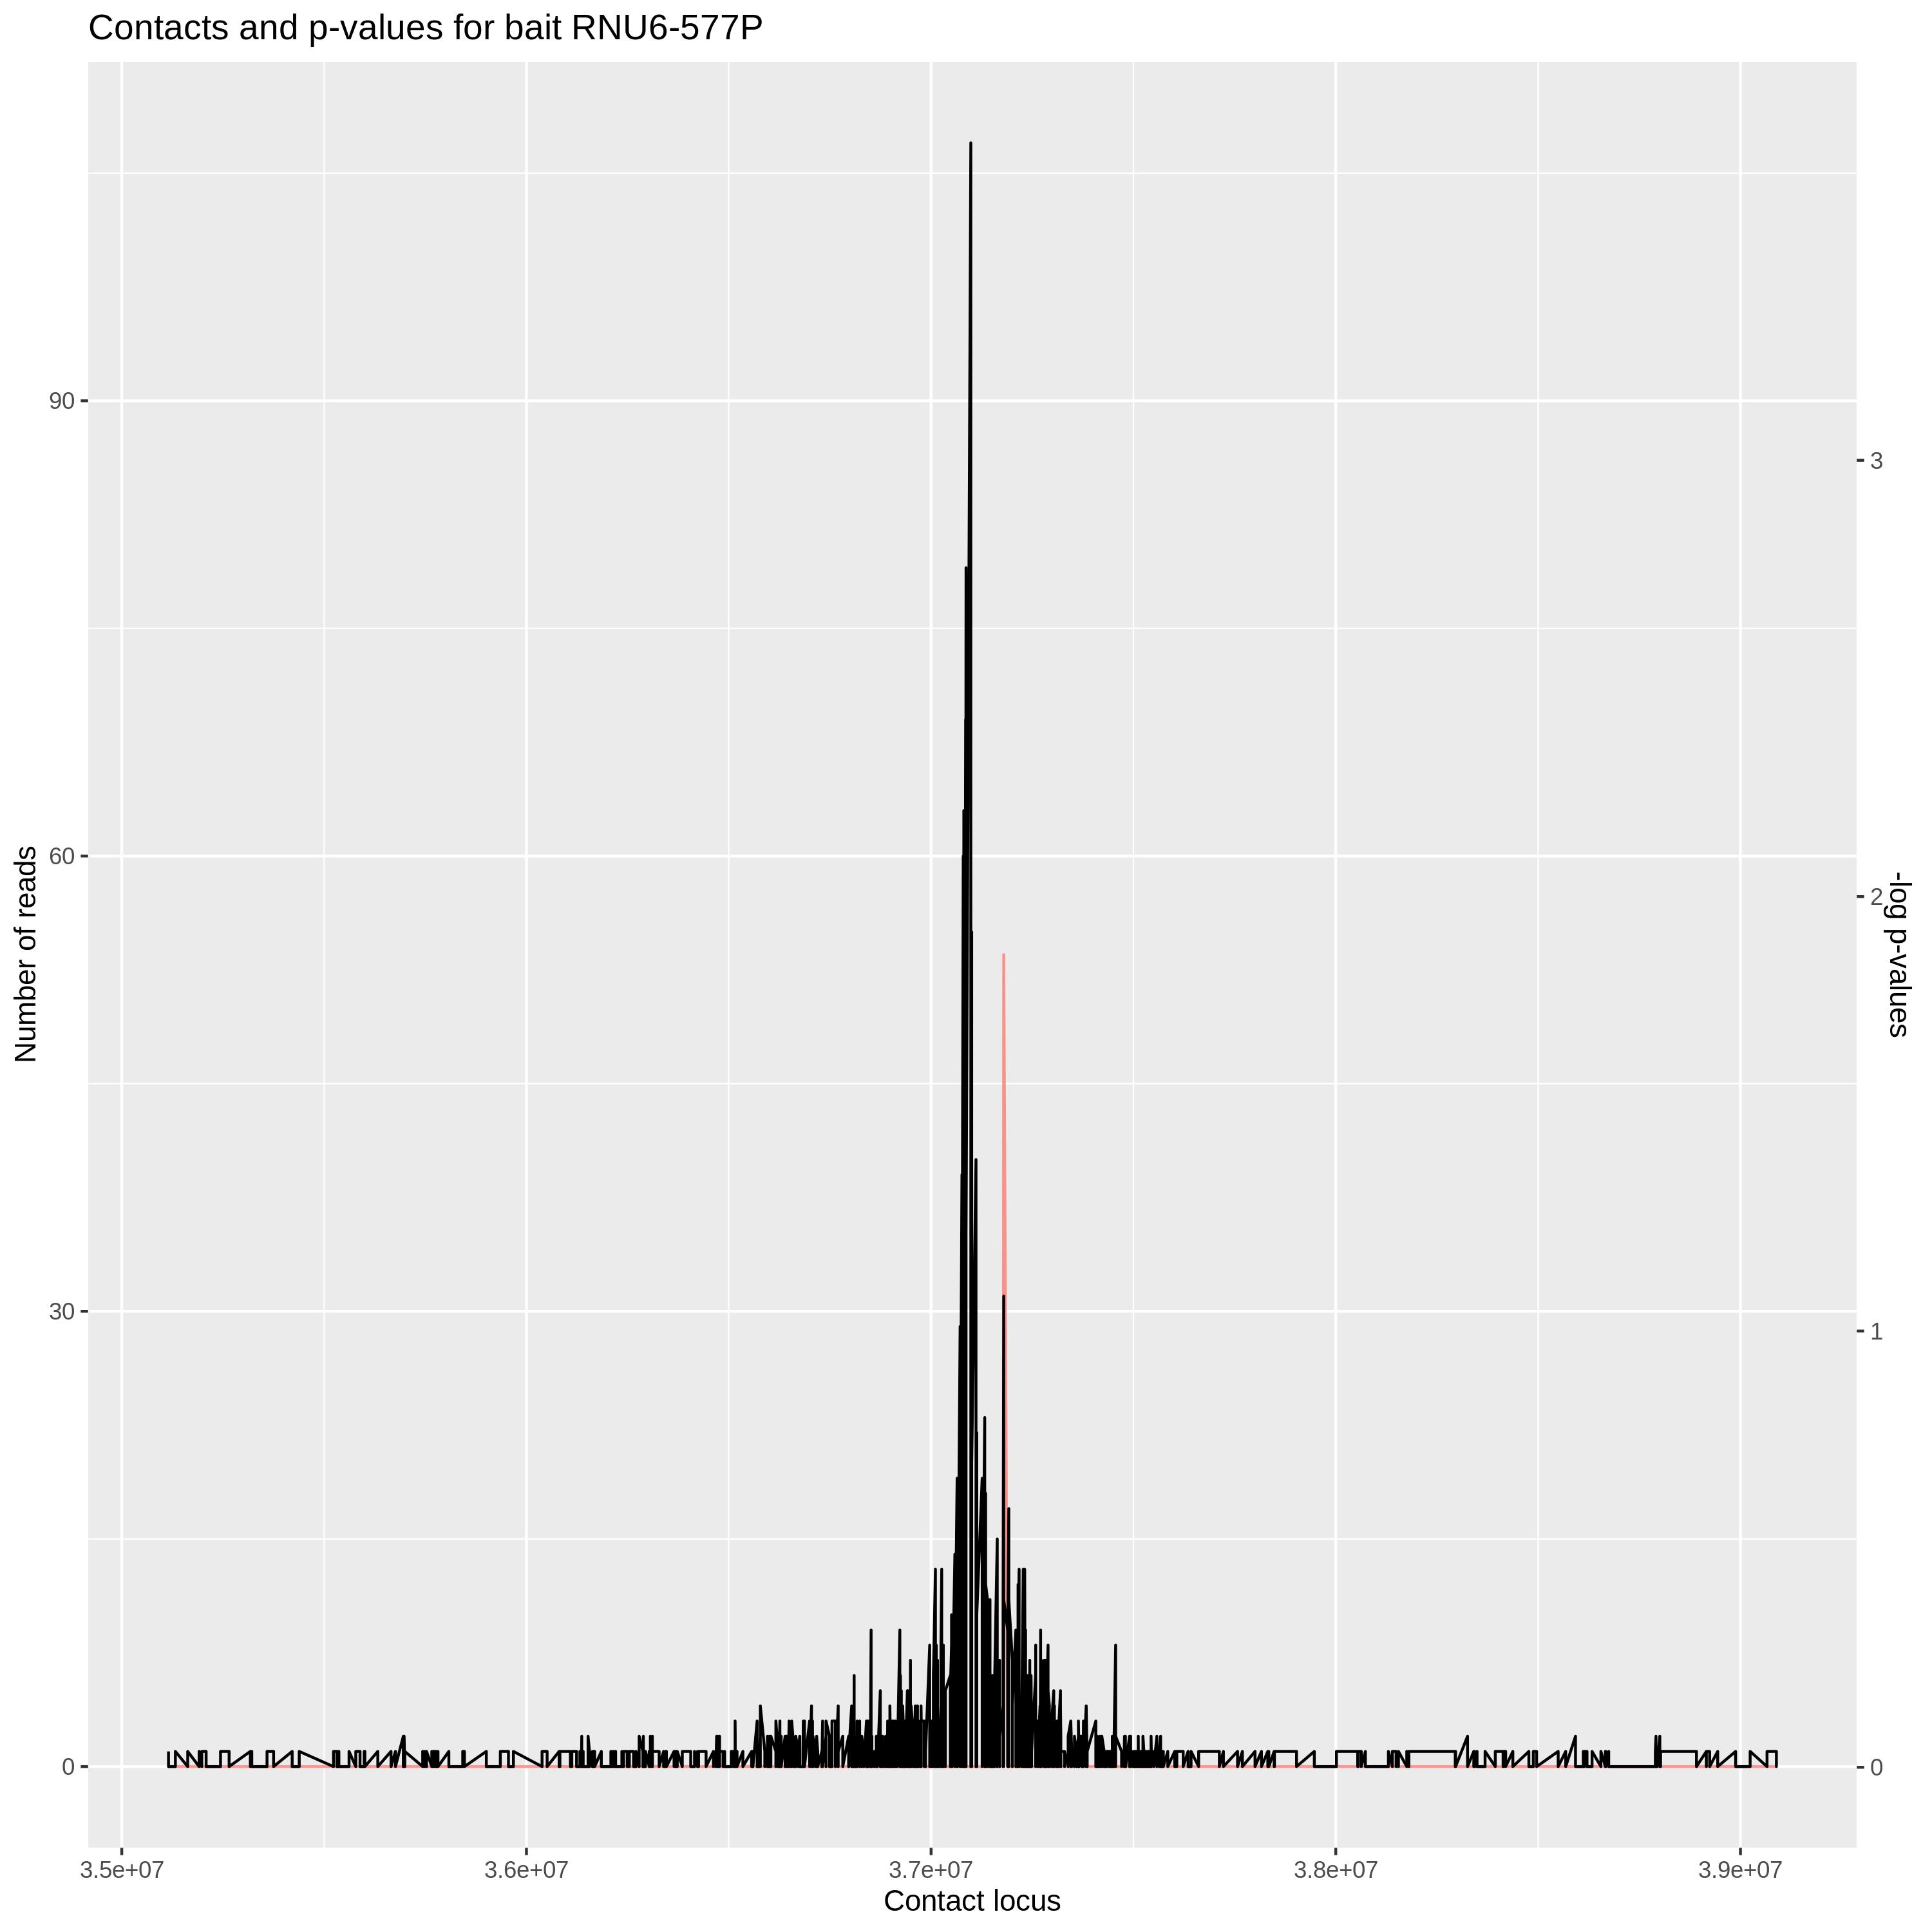 Contacts and p-values for bait RNU6-577P
90
60
30
0
Number of reads
3
2
1
0
-log p-values
3.5e+07
3.6e+07
3.7e+07
3.8e+07
3.9e+07
Contact locus